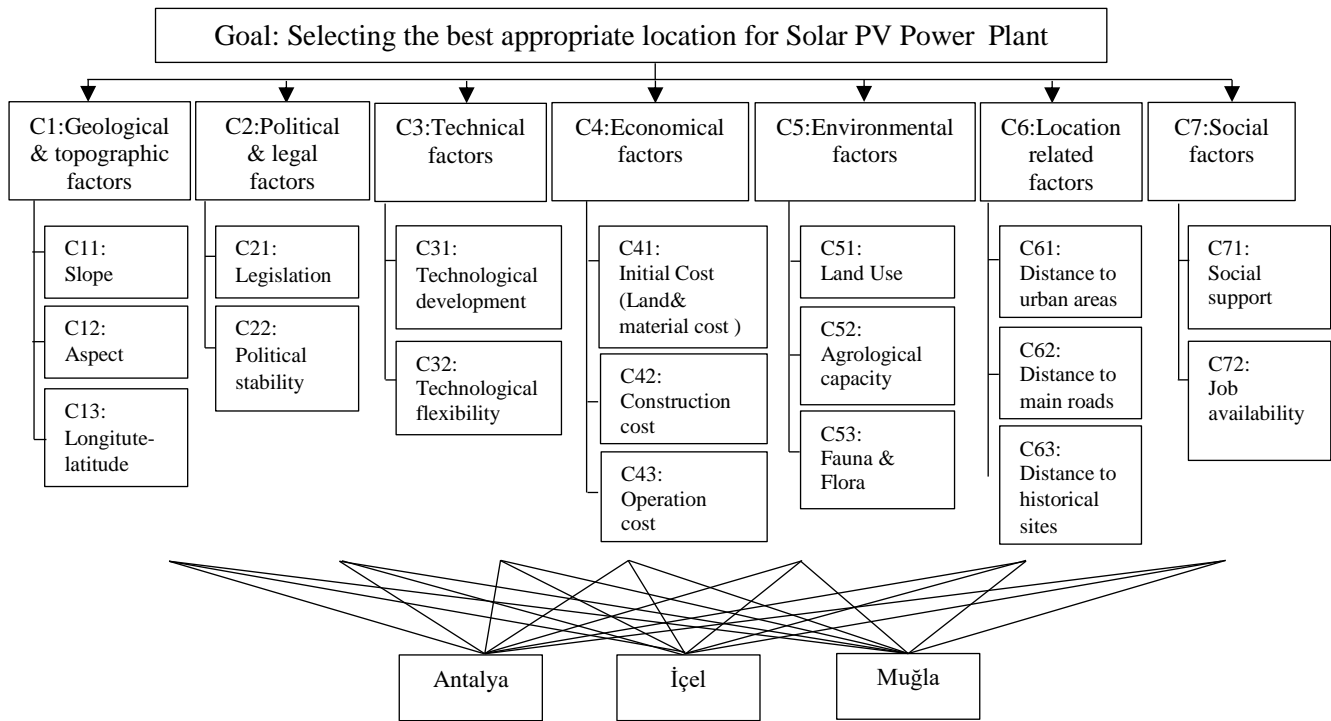 Goal: Selecting the best appropriate location for Solar PV Power Plant
C1:Geological
& topographic
factors
C2:Political
& legal
factors
C3:Technical
factors
C4:Economical
factors
C5:Environmental
factors
C6:Location
related
factors
C7:Social
factors
C11:
Slope
C12:
Aspect
C13:
Longitute-
latitude
C21:
Legislation
C22:
Political
stability
C31:
Technological
development
C32:
Technological
flexibility
C41:
Initial Cost
(Land&
material cost )
C42:
Construction
cost
C43:
Operation
cost
C51:
Land Use
C52:
Agrological
capacity
C53:
Fauna &
Flora
C61:
Distance to
urban areas
C62:
Distance to
main roads
C63:
Distance to
historical
sites
C71:
Social
support
C72:
Job
availability
Antalya
İçel
Muğla